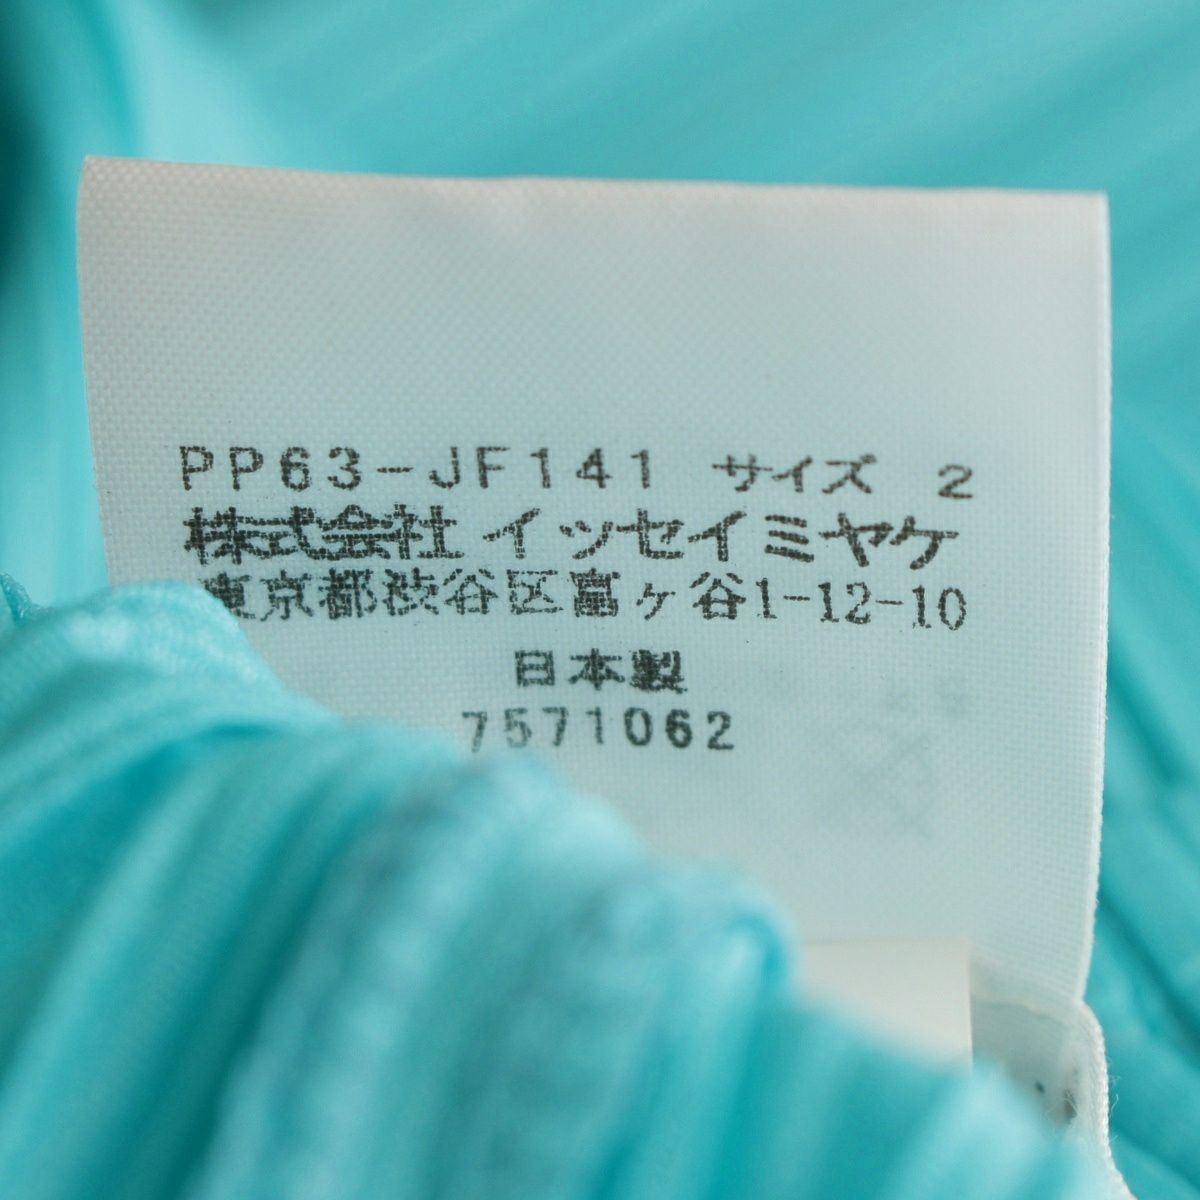 PP63-JF141 サイズ 2
株式会社 イッセイミヤケ
東京都渋谷区富ヶ谷1-12-10
日本製
7571062